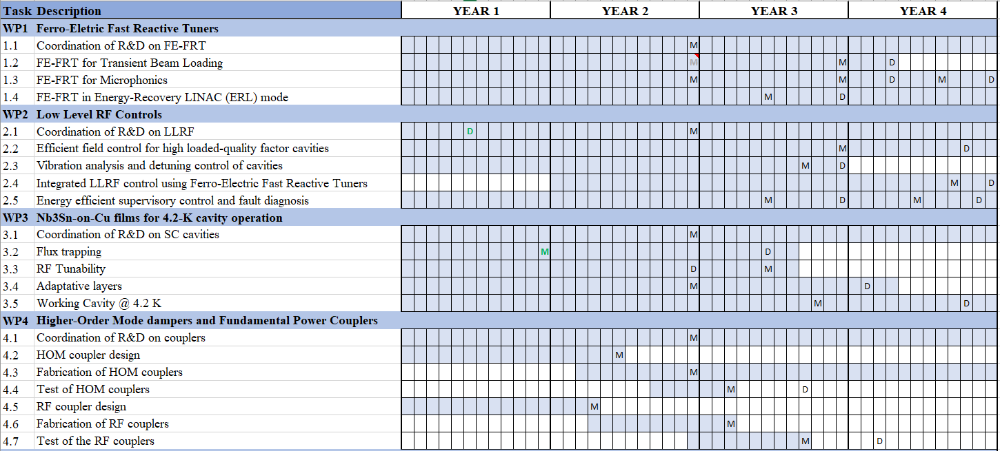 Task Description YEAR 1 YEAR 2 YEAR 3 YEAR 4
WP1 Ferro-Eletric Fast Reactive Tuners
1.1 Coordination of R&D on FE-FRT M
1.2 FE-FRT for Transient Beam Loading M M D
1.3 FE-FRT for Microphonics M M D M D
1.4 FE-FRT in Energy-Recovery LINAC (ERL) mode M D
WP2 Low Level RF Controls
2.1 Coordination of R&D on LLRF D M
2.2 Efficient field control for high loaded-quality factor cavities M D
2.3 Vibration analysis and detuning control of cavities M D
2.4 Integrated LLRF control using Ferro-Electric Fast Reactive Tuners M D
2.5 Energy efficient supervisory control and fault diagnosis M D M D
WP3 Nb3Sn-on-Cu films for 4.2-K cavity operation
3.1 Coordination of R&D on SC cavities M
3.2 Flux trapping M D
3.3 RF Tunability D M
3.4 Adaptative layers M D
3.5 Working Cavity @ 4.2 K M D
WP4 Higher-Order Mode dampers and Fundamental Power Couplers
4.1 Coordination of R&D on couplers M
4.2 HOM coupler design M
4.3 Fabrication of HOM couplers M
4.4 Test of HOM couplers M D
4.5 RF coupler design M
4.6 Fabrication of RF couplers M
4.7 Test of the RF couplers M D